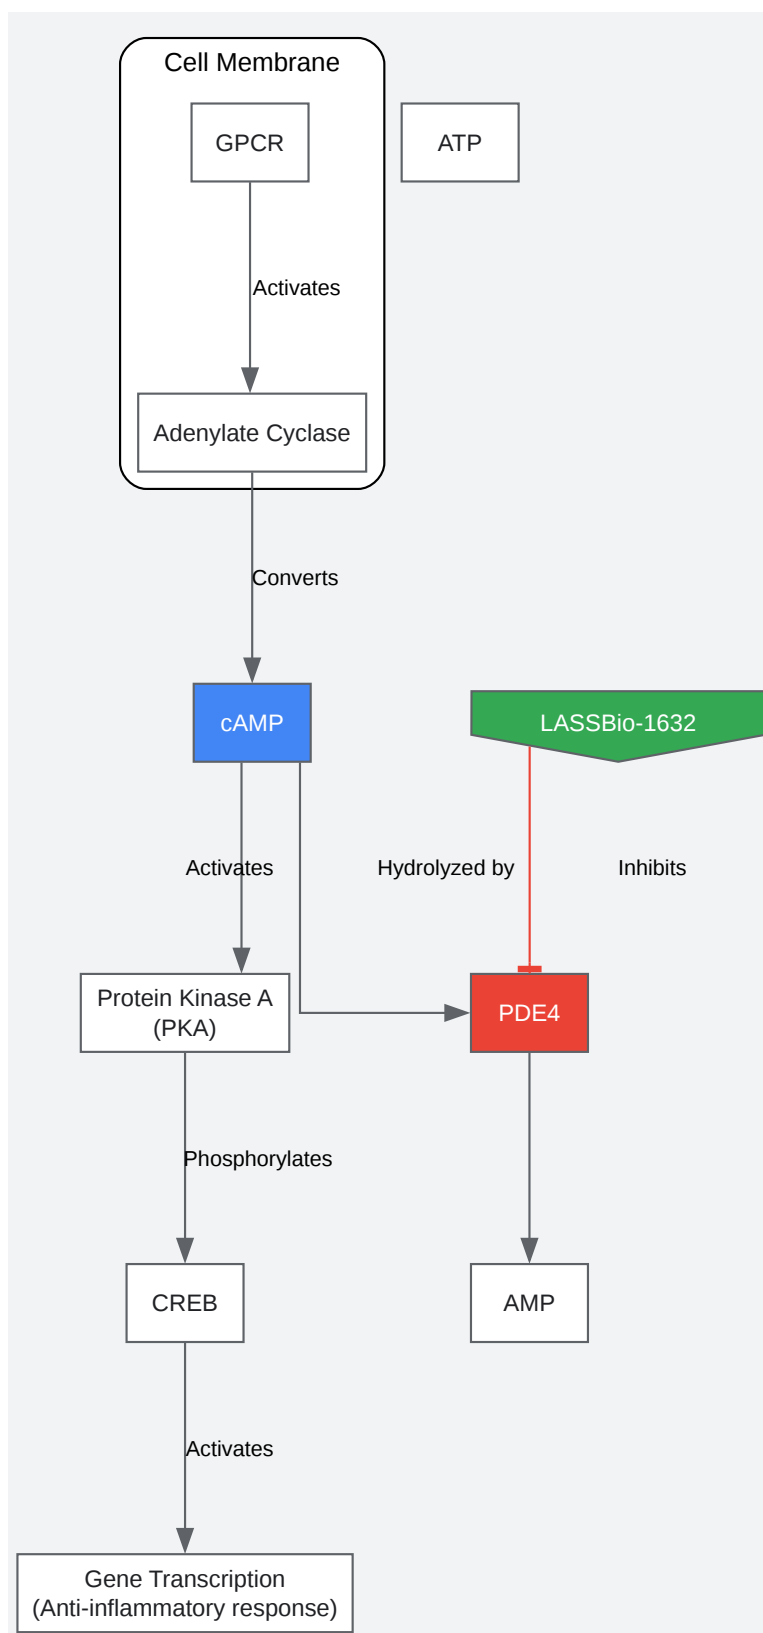 Cell Membrane
GPCR
ATP
Activates
Adenylate Cyclase
Converts
cAMP
LASSBio-1632
Activates
Hydrolyzed by
Inhibits
Protein Kinase A
(PKA)
PDE4
Phosphorylates
CREB
AMP
Activates
Gene Transcription
(Anti-inflammatory response)